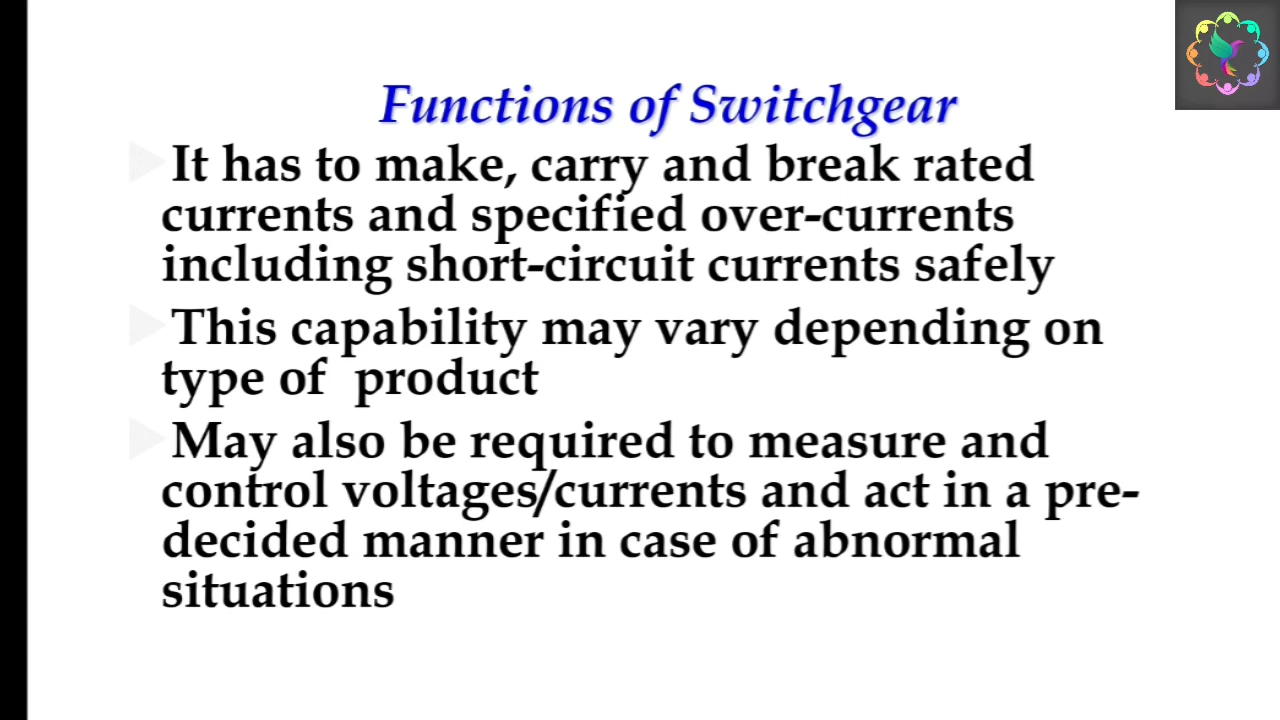 Functions of Switchgear
It has to make, carry and break rated
currents and specified over-currents
including short-circuit currents safely
This capability may vary depending on
type of product
May also be required to measure and
control voltages/currents and act in a pre-
decided manner in case of abnormal
situations